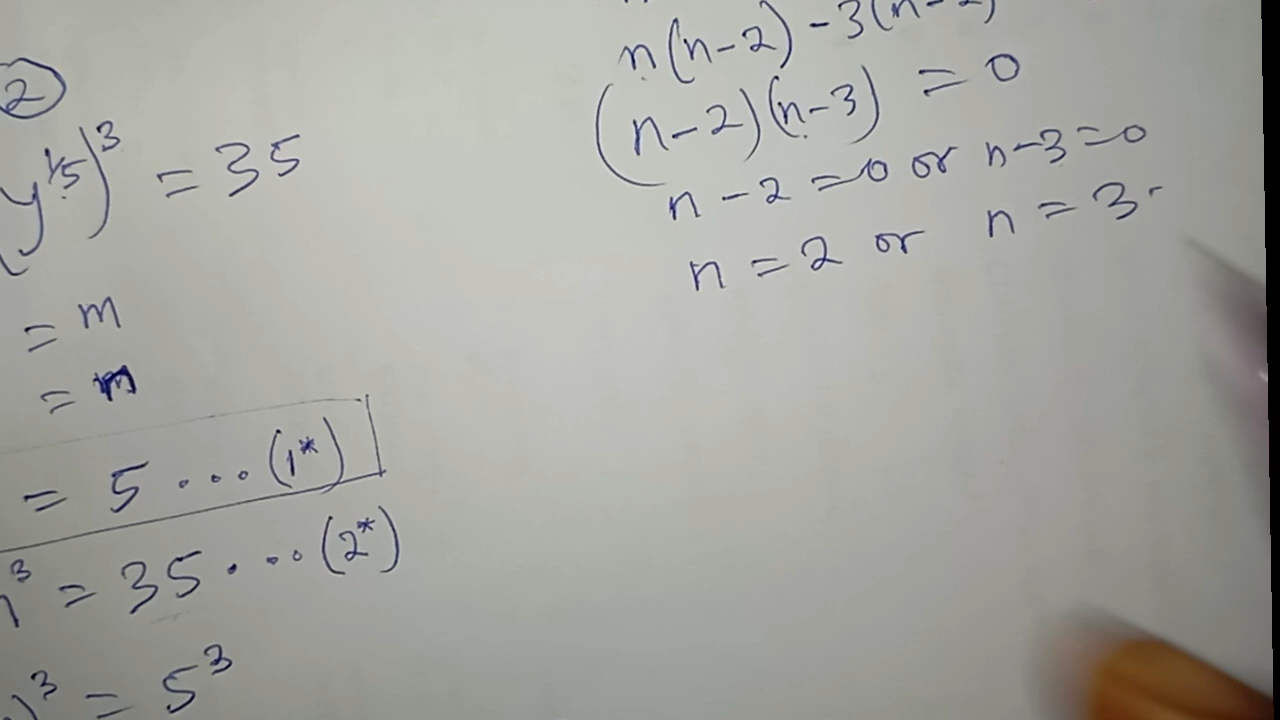 2
y^{1/5})^3 = 35
= m
= m
= 5 ... (1*)
^3 = 35 ... (2*)
)^3 = 5^3
n(n-2) -3(n-2)
(n-2)(n-3) = 0
n-2=0 or n-3=0
n=2 or n=3.